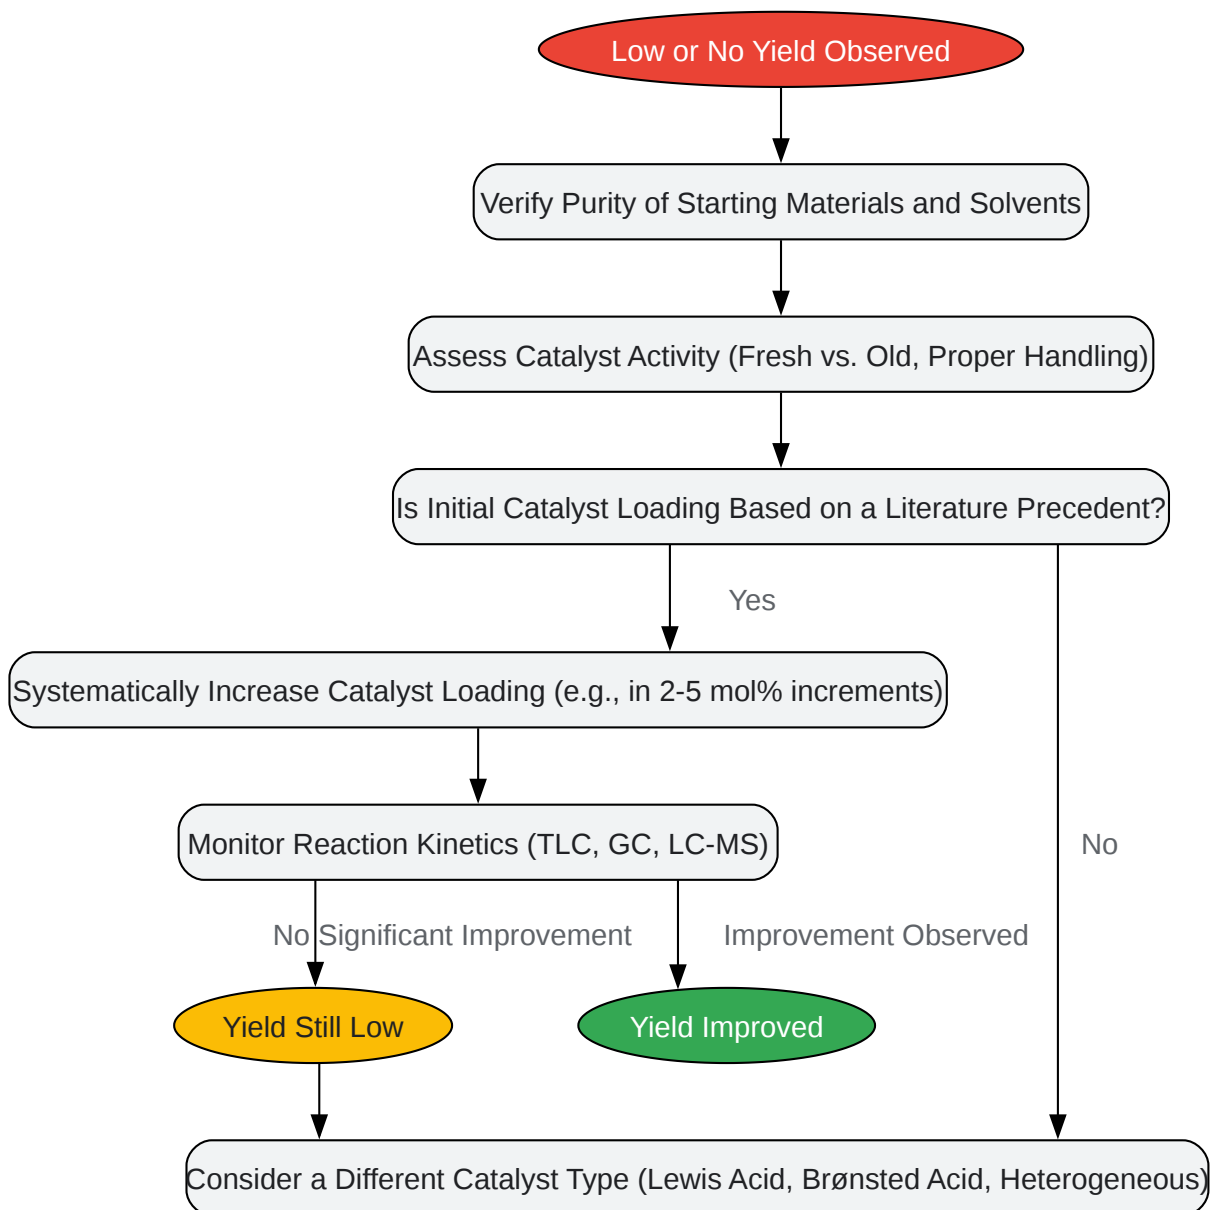 Low or No Yield Observed
Verify Purity of Starting Materials and Solvents
Assess Catalyst Activity (Fresh vs. Old, Proper Handling)
Is Initial Catalyst Loading Based on a Literature Precedent?
Yes
Systematically Increase Catalyst Loading (e.g., in 2-5 mol% increments)
Monitor Reaction Kinetics (TLC, GC, LC-MS)
No
No Significant Improvement
Improvement Observed
Yield Still Low
Yield Improved
Consider a Different Catalyst Type (Lewis Acid, Brønsted Acid, Heterogeneous)